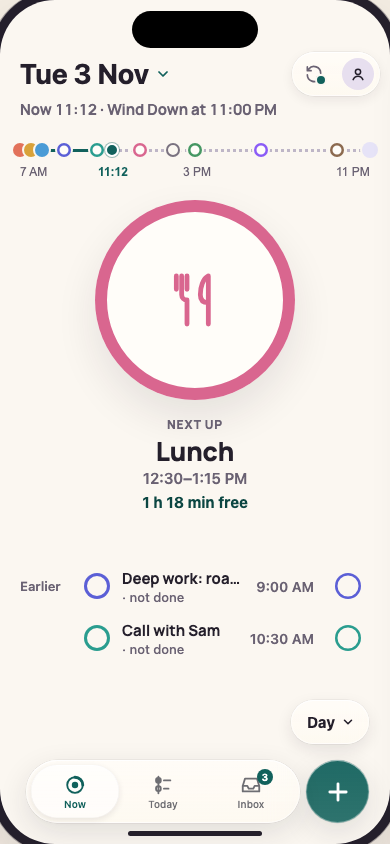 Tue 3 Nov
Now 11:12 · Wind Down at 11:00 PM
7 AM
11:12
3 PM
11 PM
NEXT UP
Lunch
12:30–1:15 PM
1 h 18 min free
Earlier
Deep work: roa...
9:00 AM
· not done
Call with Sam
10:30 AM
· not done
Day
3
Now
Today
Inbox